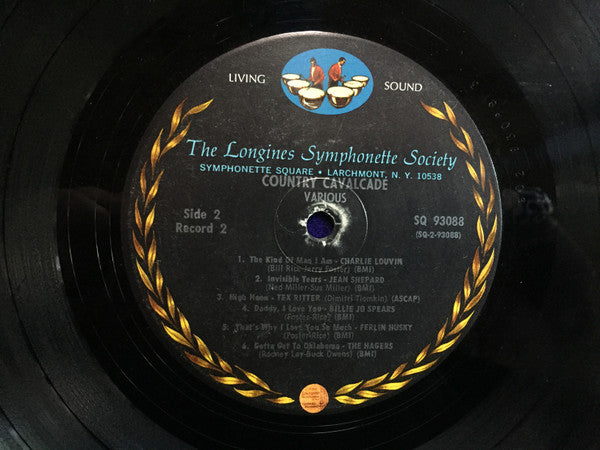 LIVING SOUND
The Longines Symphonette Society
SYMPHONETTE SQUARE • LARCHMONT, N. Y. 10538
COUNTRY CAVALCADE
VARIOUS
Side 2 SQ 93088
Record 2 (SQ-2-93088)
1. The Kind Of Man I Am - CHARLIE LOUVIN
(Bill Rice-Jerry Foster) (BMI)
2. Invisible Tears - JEAN SHEPARD
(Ned Miller-Sue Miller) (BMI)
3. High Noon - TEX RITTER (Dimitri Tiomkin) (ASCAP)
4. Daddy, I Love You - BILLIE JO SPEARS
(Foster-Rice) (BMI)
5. That's Why I Love You So Much - FERLIN HUSKY
(Foster-Rice) (BMI)
6. Gotta Get To Oklahoma - THE HAGERS
(Rodney Lay-Buck Owens) (BMI)